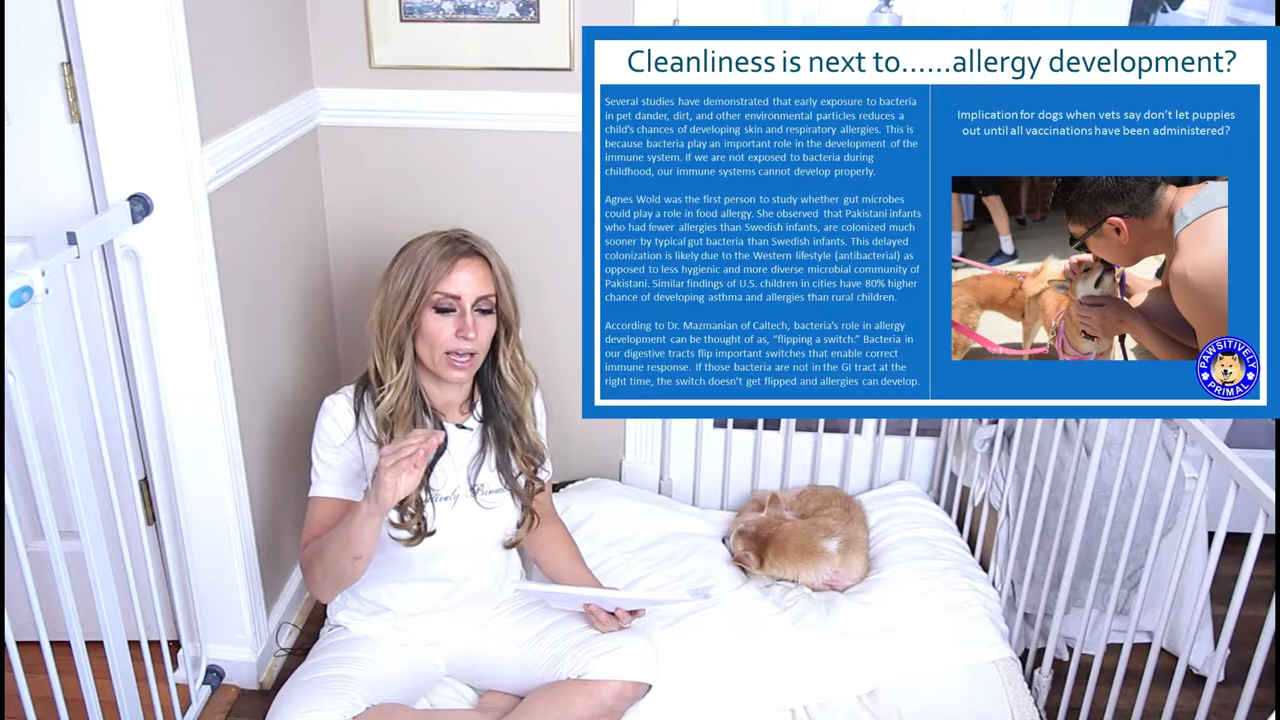 Cleanliness is next to......allergy development?
Several studies have demonstrated that early exposure to bacteria
in pet dander, dirt, and other environmental particles reduces a
child's chances of developing skin and respiratory allergies. This is
because bacteria play an important role in the development of the
immune system. If we are not exposed to bacteria during
childhood, our immune systems cannot develop properly.
Agnes Wold was the first person to study whether gut microbes
could play a role in food allergy. She observed that Pakistani infants
who had fewer allergies than Swedish infants, are colonized much
sooner by typical gut bacteria than Swedish infants. This delayed
colonization is likely due to the Western lifestyle (antibacterial) as
opposed to less hygienic and more diverse microbial community of
Pakistani. Similar findings of U.S. children in cities have 80% higher
chance of developing asthma and allergies than rural children.
According to Dr. Mazmanian of Caltech, bacteria's role in allergy
development can be thought of as, "flipping a switch." Bacteria in
our digestive tracts flip important switches that enable correct
immune response. If those bacteria are not in the GI tract at the
right time, the switch doesn't get flipped and allergies can develop.
Implication for dogs when vets say don't let puppies
out until all vaccinations have been administered?
PAWSITIVELY
PRIMAL